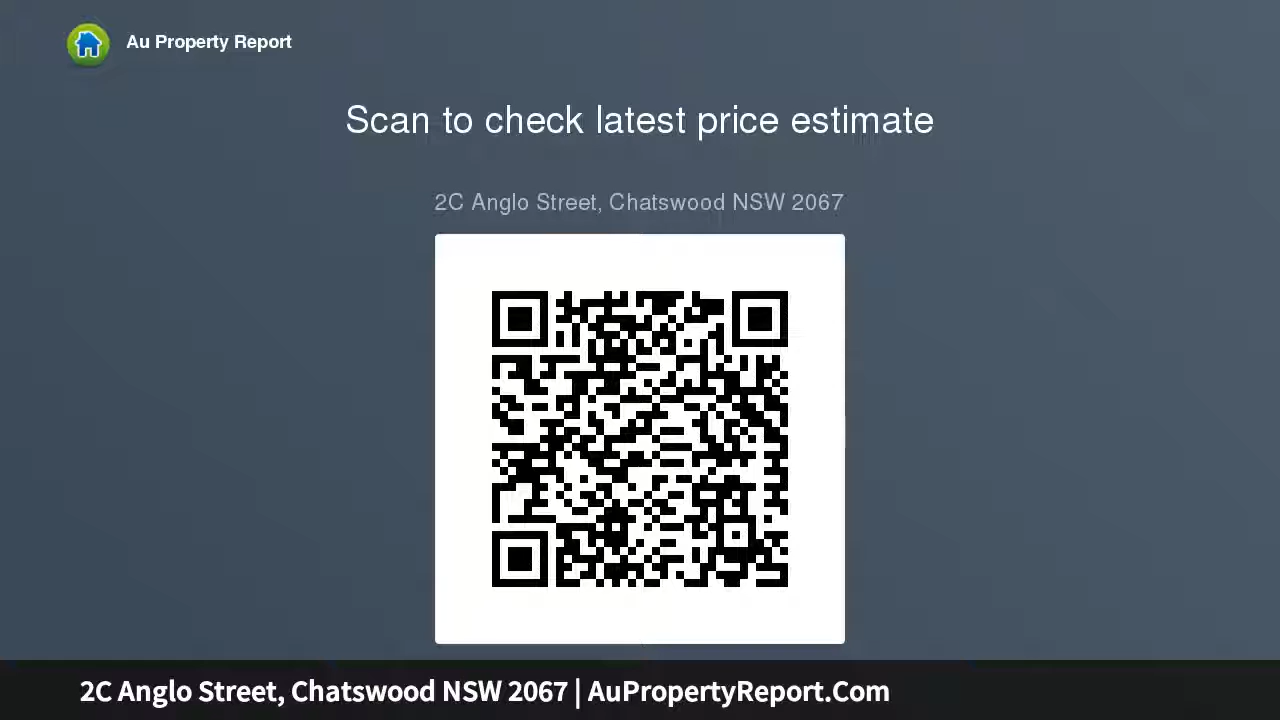 Au Property Report
Scan to check latest price estimate
2C Anglo Street, Chatswood NSW 2067
2C Anglo Street, Chatswood NSW 2067 | AuPropertyReport.Com